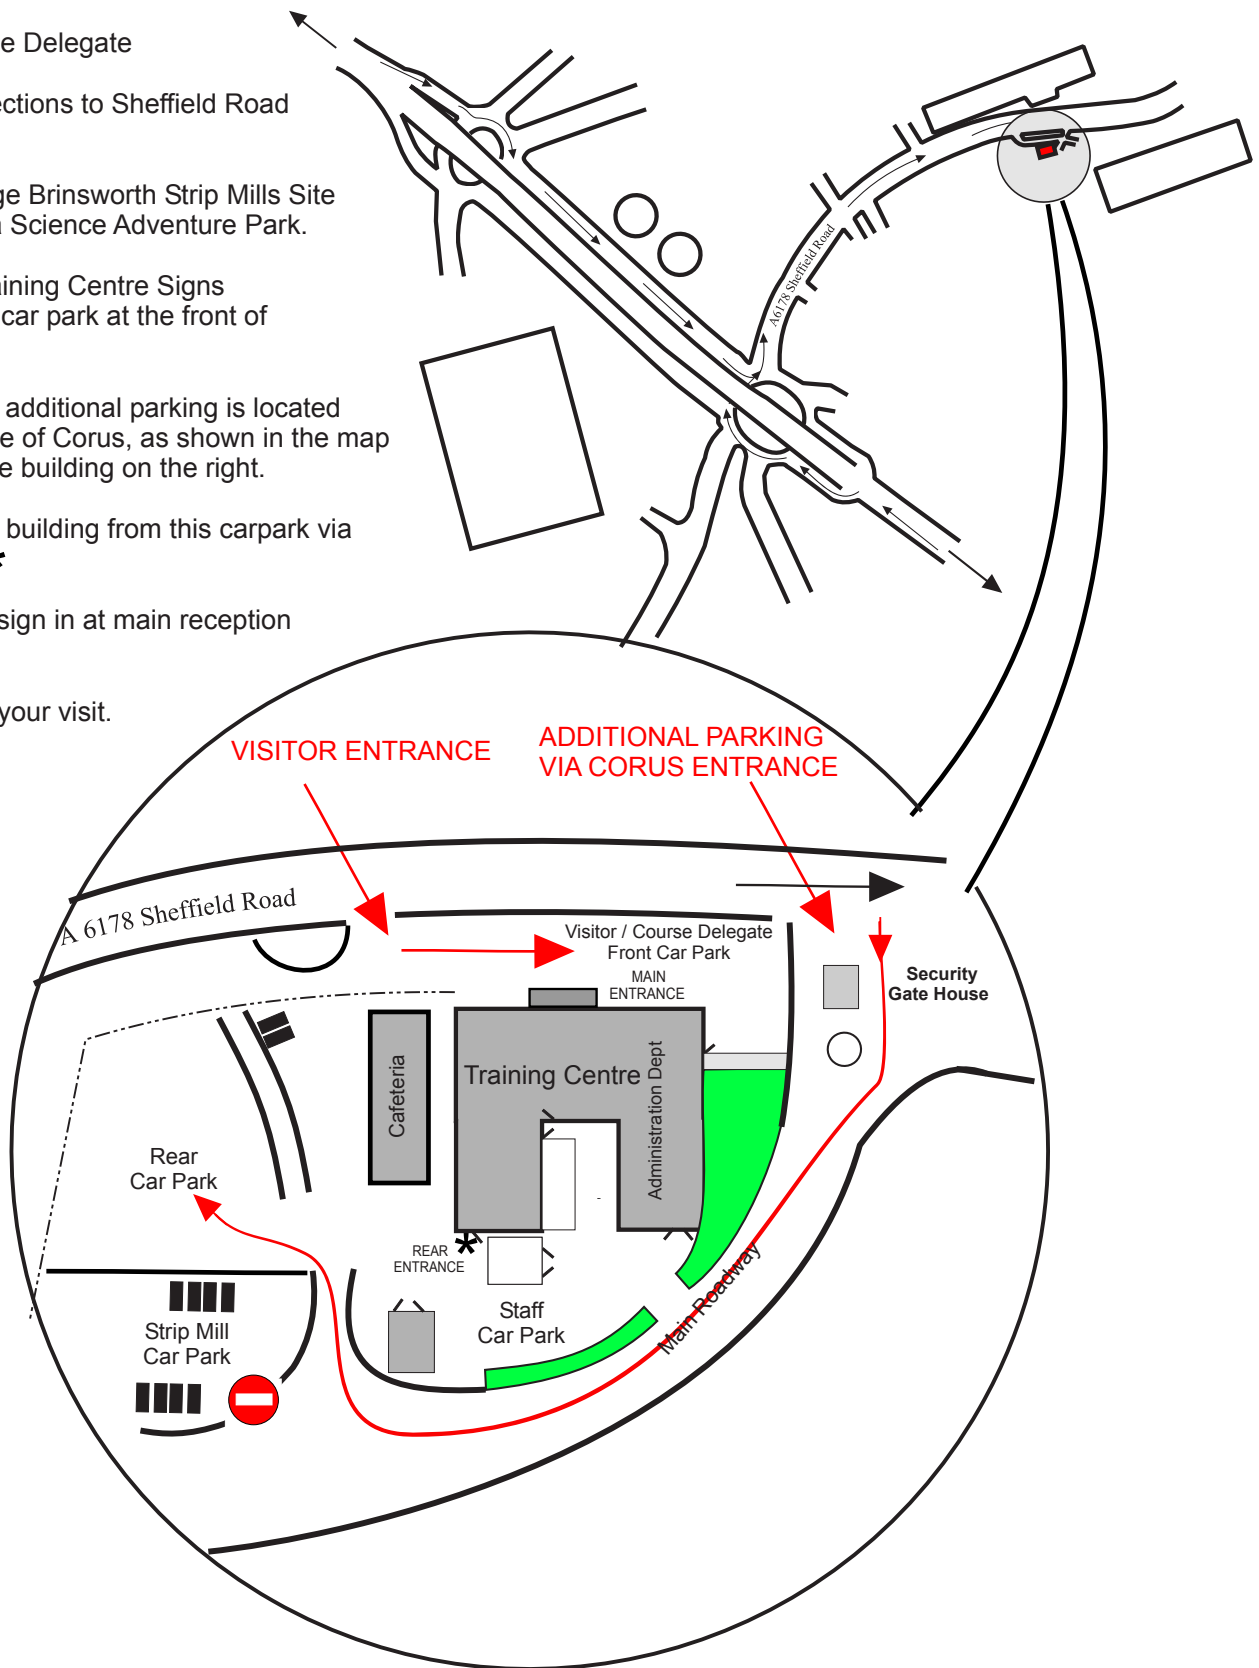 e Delegate
ections to Sheffield Road
ge Brinsworth Strip Mills Site
a Science Adventure Park.
aining Centre Signs
car park at the front of
additional parking is located
e of Corus, as shown in the map
e building on the right.
building from this carpark via
*
sign in at main reception
your visit.
A6178 Sheffield Road
VISITOR ENTRANCE
ADDITIONAL PARKING
VIA CORUS ENTRANCE
A 6178 Sheffield Road
Visitor / Course Delegate
Front Car Park
MAIN
ENTRANCE
Security
Gate House
Cafeteria
Training Centre
Administration Dept
Rear
Car Park
REAR
ENTRANCE
*
Staff
Car Park
Main Roadway
Strip Mill
Car Park